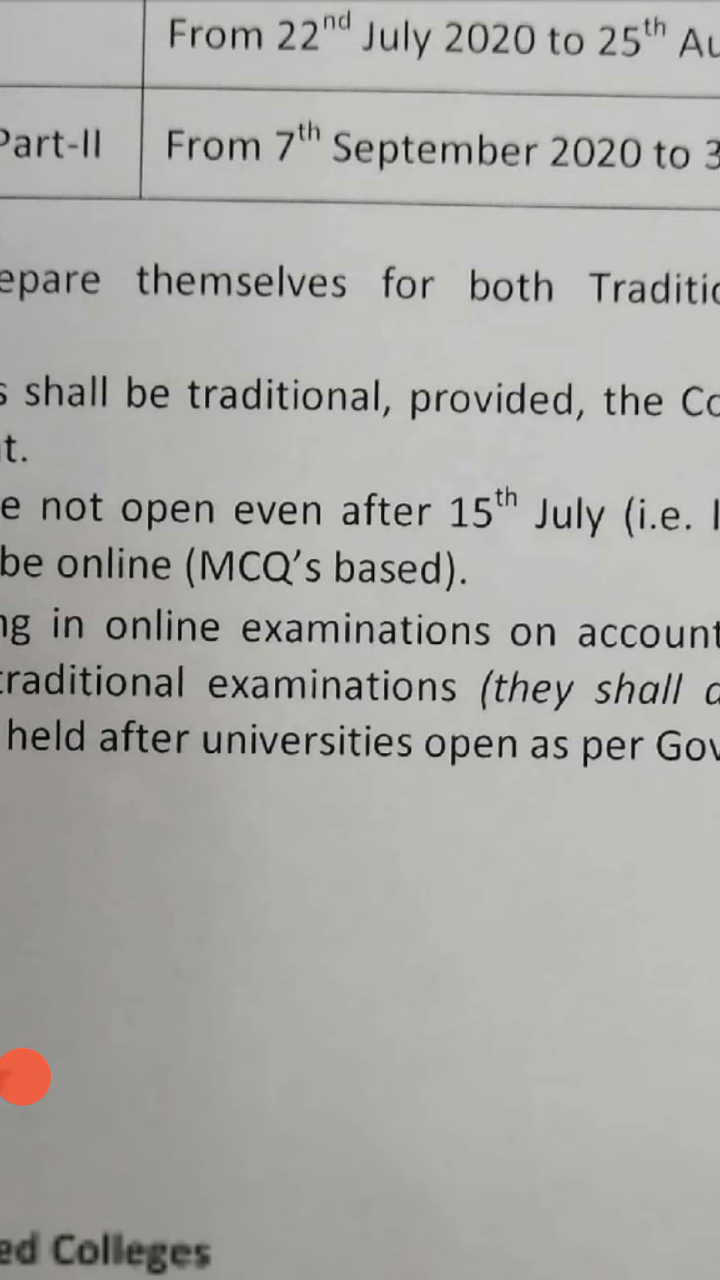 From 22nd July 2020 to 25th Au
Part-II From 7th September 2020 to 3
epare themselves for both Traditio
s shall be traditional, provided, the Co
t.
e not open even after 15th July (i.e. I
be online (MCQ's based).
ng in online examinations on account
traditional examinations (they shall a
held after universities open as per Gov
ed Colleges